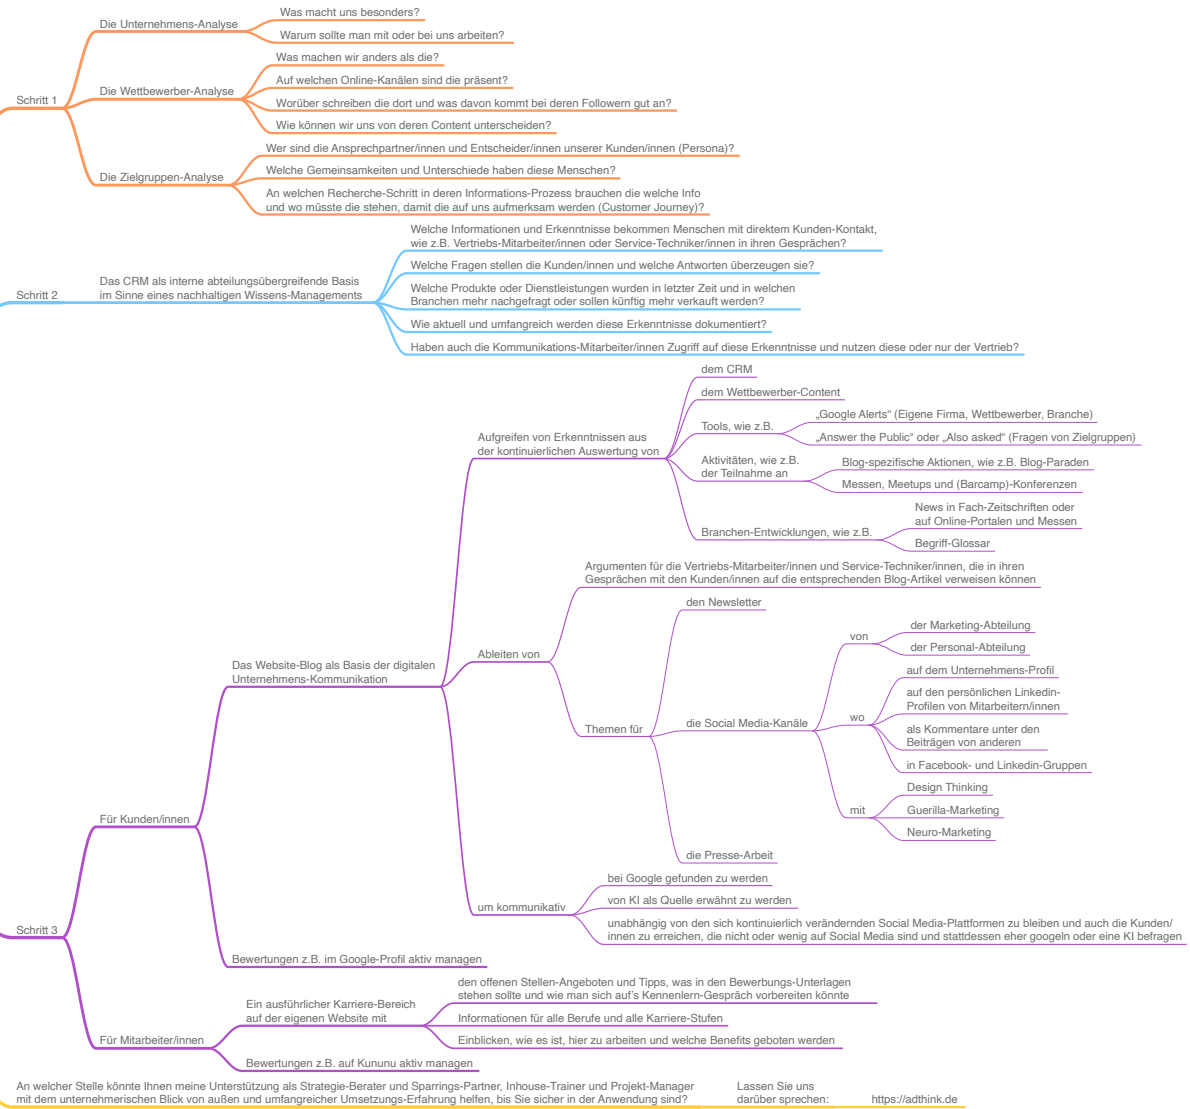 Schritt 1
Die Unternehmens-Analyse
Was macht uns besonders?
Warum sollte man mit oder bei uns arbeiten?
Die Wettbewerber-Analyse
Was machen wir anders als die?
Auf welchen Online-Kanälen sind die präsent?
Worüber schreiben die dort und was davon kommt bei deren Followern gut an?
Wie können wir uns von deren Content unterscheiden?
Die Zielgruppen-Analyse
Wer sind die Ansprechpartner/innen und Entscheider/innen unserer Kunden/innen (Persona)?
Welche Gemeinsamkeiten und Unterschiede haben diese Menschen?
An welchen Recherche-Schritt in deren Informations-Prozess brauchen die welche Info
und wo müsste die stehen, damit die auf uns aufmerksam werden (Customer Journey)?
Schritt 2
Das CRM als interne abteilungsübergreifende Basis
im Sinne eines nachhaltigen Wissens-Managements
Welche Informationen und Erkenntnisse bekommen Menschen mit direktem Kunden-Kontakt,
wie z.B. Vertriebs-Mitarbeiter/innen oder Service-Techniker/innen in ihren Gesprächen?
Welche Fragen stellen die Kunden/innen und welche Antworten überzeugen sie?
Welche Produkte oder Dienstleistungen wurden in letzter Zeit und in welchen
Branchen mehr nachgefragt oder sollen künftig mehr verkauft werden?
Wie aktuell und umfangreich werden diese Erkenntnisse dokumentiert?
Haben auch die Kommunikations-Mitarbeiter/innen Zugriff auf diese Erkenntnisse und nutzen diese oder nur der Vertrieb?
Schritt 3
Für Kunden/innen
Das Website-Blog als Basis der digitalen
Unternehmens-Kommunikation
Aufgreifen von Erkenntnissen aus
der kontinuierlichen Auswertung von
dem CRM
dem Wettbewerber-Content
Tools, wie z.B.
„Google Alerts“ (Eigene Firma, Wettbewerber, Branche)
„Answer the Public“ oder „Also asked“ (Fragen von Zielgruppen)
Aktivitäten, wie z.B.
der Teilnahme an
Blog-spezifische Aktionen, wie z.B. Blog-Paraden
Messen, Meetups und (Barcamp)-Konferenzen
Branchen-Entwicklungen, wie z.B.
News in Fach-Zeitschriften oder
auf Online-Portalen und Messen
Begriff-Glossar
Ableiten von
Argumenten für die Vertriebs-Mitarbeiter/innen und Service-Techniker/innen, die in ihren
Gesprächen mit den Kunden/innen auf die entsprechenden Blog-Artikel verweisen können
Themen für
den Newsletter
die Social Media-Kanäle
von
der Marketing-Abteilung
der Personal-Abteilung
wo
auf dem Unternehmens-Profil
auf den persönlichen Linkedin-
Profilen von Mitarbeitern/innen
als Kommentare unter den
Beiträgen von anderen
in Facebook- und Linkedin-Gruppen
mit
Design Thinking
Guerilla-Marketing
Neuro-Marketing
die Presse-Arbeit
um kommunikativ
bei Google gefunden zu werden
von KI als Quelle erwähnt zu werden
unabhängig von den sich kontinuierlich verändernden Social Media-Plattformen zu bleiben und auch die Kunden/
innen zu erreichen, die nicht oder wenig auf Social Media sind und stattdessen eher googeln oder eine KI befragen
Bewertungen z.B. im Google-Profil aktiv managen
Für Mitarbeiter/innen
Ein ausführlicher Karriere-Bereich
auf der eigenen Website mit
den offenen Stellen-Angeboten und Tipps, was in den Bewerbungs-Unterlagen
stehen sollte und wie man sich auf's Kennenlern-Gespräch vorbereiten könnte
Informationen für alle Berufe und alle Karriere-Stufen
Einblicken, wie es ist, hier zu arbeiten und welche Benefits geboten werden
Bewertungen z.B. auf Kununu aktiv managen
An welcher Stelle könnte Ihnen meine Unterstützung als Strategie-Berater und Sparrings-Partner, Inhouse-Trainer und Projekt-Manager
mit dem unternehmerischen Blick von außen und umfangreicher Umsetzungs-Erfahrung helfen, bis Sie sicher in der Anwendung sind?
Lassen Sie uns
darüber sprechen:
https://adthink.de